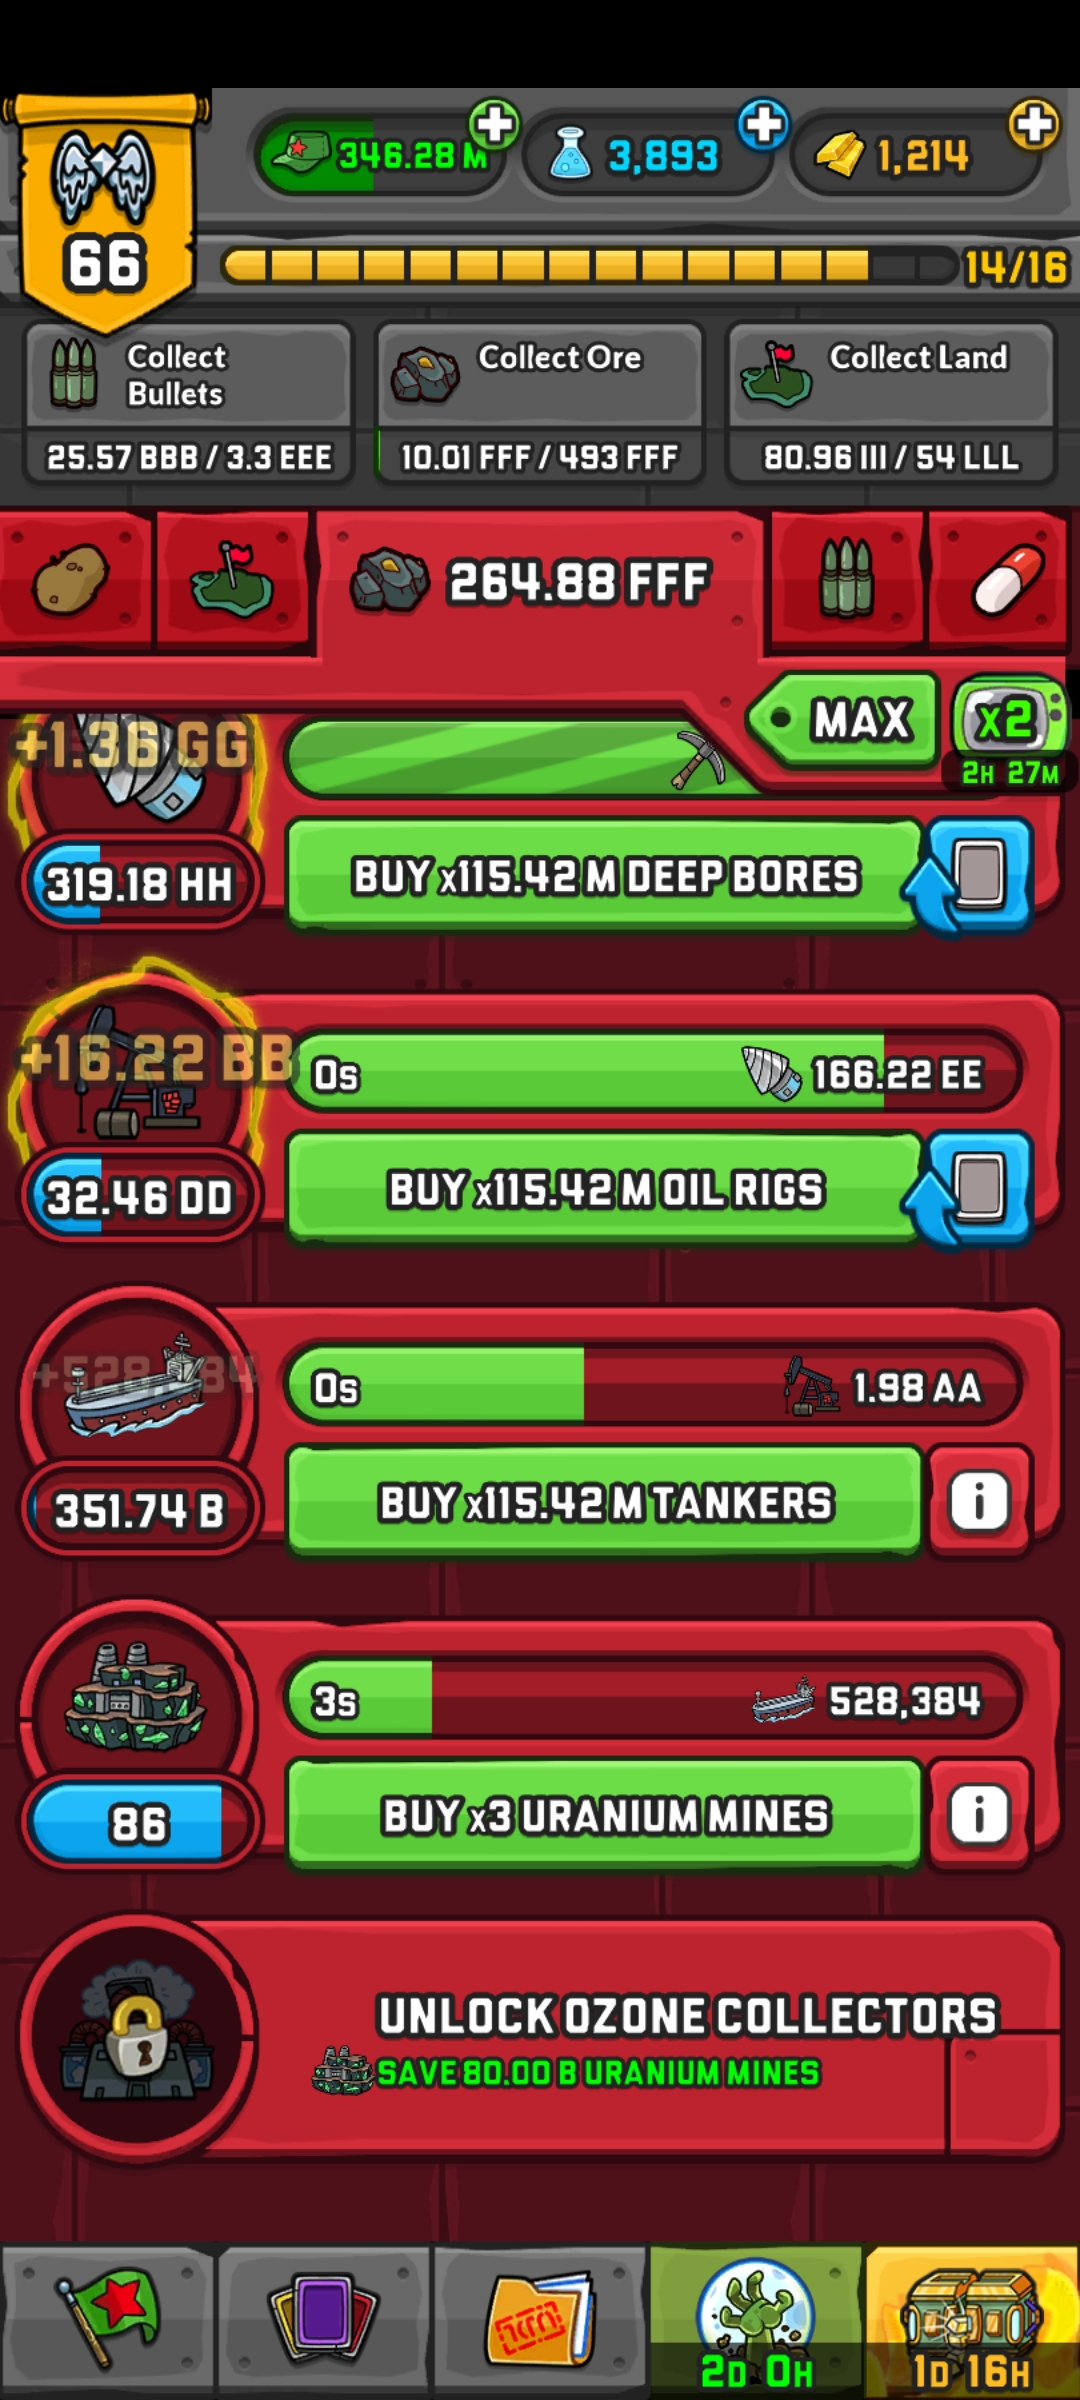 346.28 M
3,893
1,214
66
14/16
Collect
Bullets
25.57 BBB / 3.3 EEE
Collect Ore
10.01 FFF / 493 FFF
Collect Land
80.96 III / 54 LLL
264.88 FFF
MAX
x2
2H 27M
+1.36 GG
319.18 HH
BUY x115.42 M DEEP BORES
+16.22 BB
0s
166.22 EE
32.46 DD
BUY x115.42 M OIL RIGS
+528,384
0s
1.98 AA
351.74 B
BUY x115.42 M TANKERS
i
3s
528,384
86
BUY x3 URANIUM MINES
i
UNLOCK OZONE COLLECTORS
SAVE 80.00 B URANIUM MINES
2D 0H
1D 16H